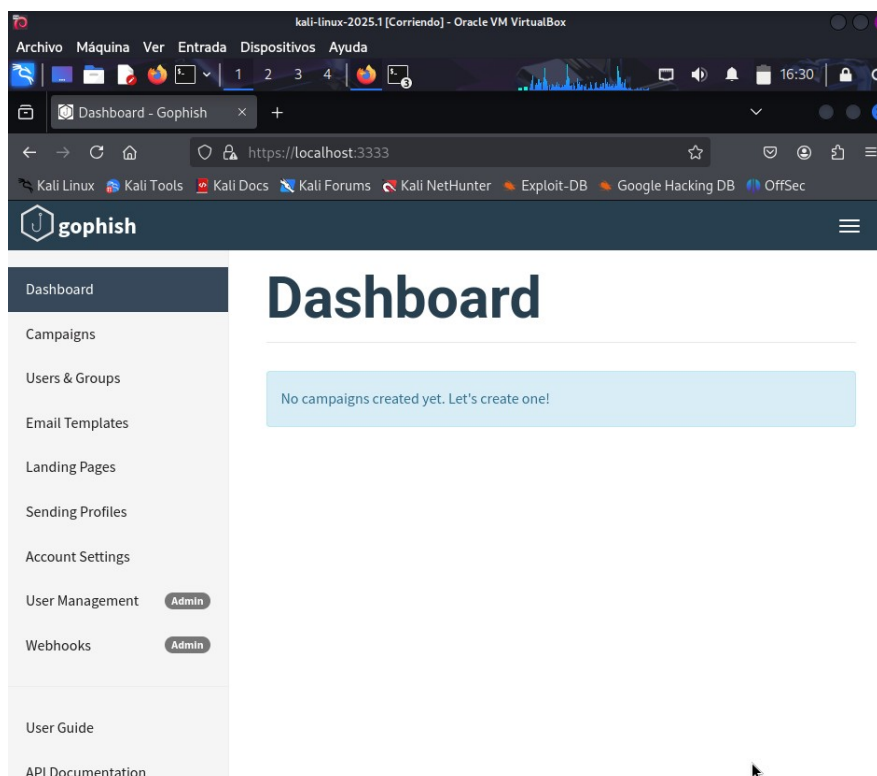 kali-linux-2025.1 [Corriendo] - Oracle VM VirtualBox
Archivo Máquina Ver Entrada Dispositivos Ayuda
1 2 3 4 3 16:30
Dashboard - Gophish
https://localhost:3333
Kali Linux Kali Tools Kali Docs Kali Forums Kali NetHunter Exploit-DB Google Hacking DB OffSec
gophish
Dashboard
Dashboard
Campaigns
No campaigns created yet. Let's create one!
Users & Groups
Email Templates
Landing Pages
Sending Profiles
Account Settings
User Management Admin
Webhooks Admin
User Guide
API Documentation